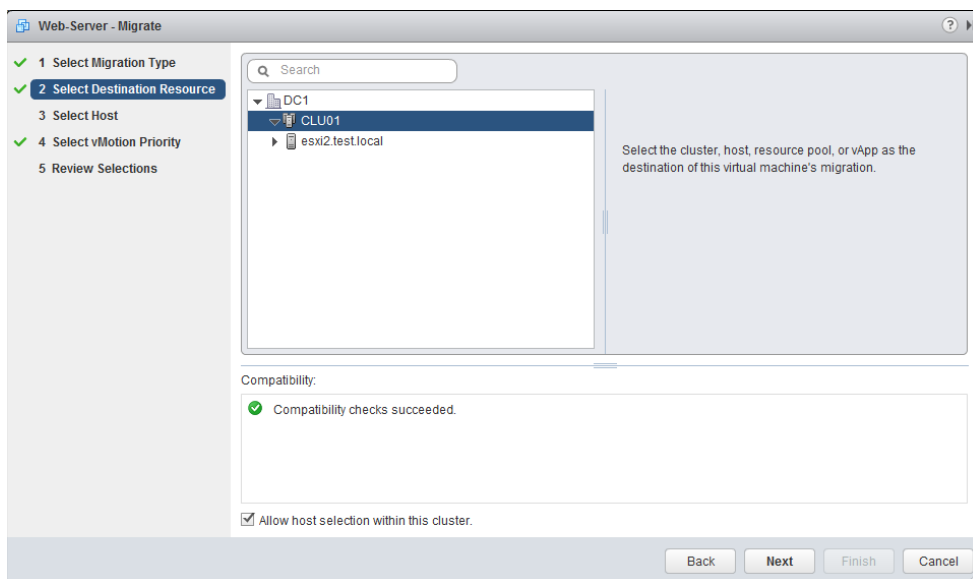 Web-Server - Migrate
?
1 Select Migration Type
2 Select Destination Resource
3 Select Host
4 Select vMotion Priority
5 Review Selections
Search
DC1
CLU01
esxi2.test.local
Select the cluster, host, resource pool, or vApp as the
destination of this virtual machine's migration.
Compatibility:
Compatibility checks succeeded.
Allow host selection within this cluster.
Back Next Finish Cancel